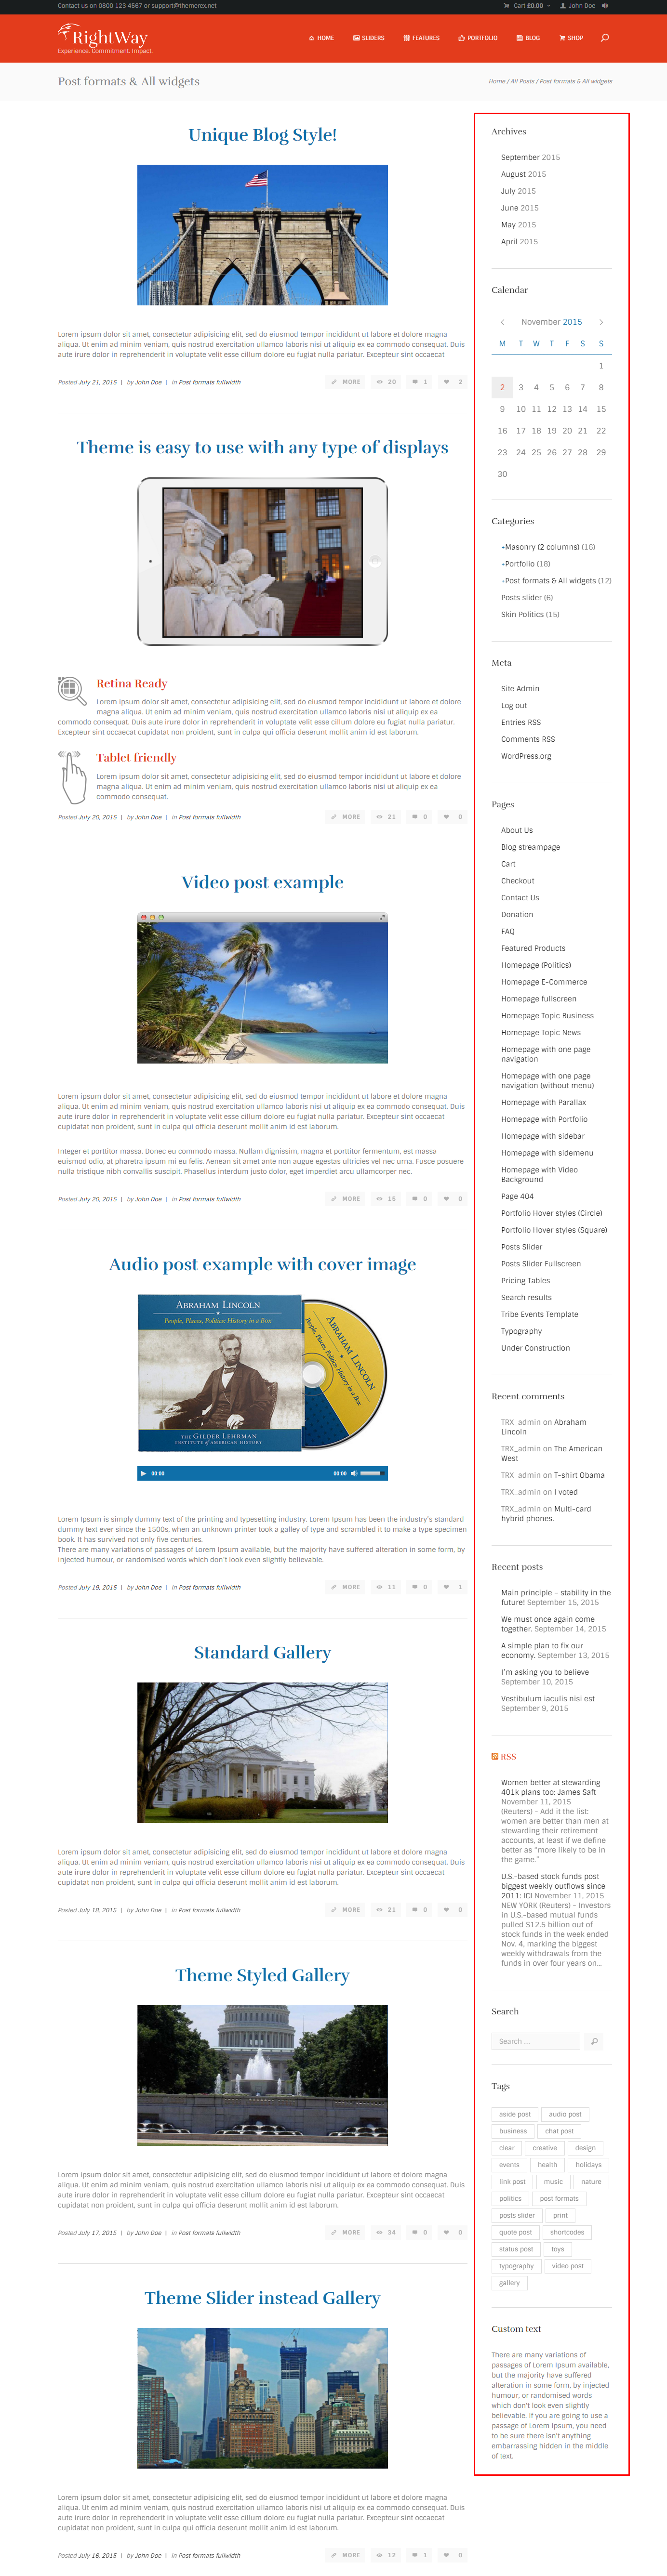 Contact us on 0800 123 4567 or support@themerex.net
Cart £0.00
John Doe
RightWay
Experience. Commitment. Impact.
HOME
SLIDERS
FEATURES
PORTFOLIO
BLOG
SHOP
Post formats & All widgets
Home / All Posts / Post formats & All widgets
Unique Blog Style!
Lorem ipsum dolor sit amet, consectetur adipisicing elit, sed do eiusmod tempor incididunt ut labore et dolore magna
aliqua. Ut enim ad minim veniam, quis nostrud exercitation ullamco laboris nisi ut aliquip ex ea commodo consequat. Duis
aute irure dolor in reprehenderit in voluptate velit esse cillum dolore eu fugiat nulla pariatur. Excepteur sint occaecat
Posted July 21, 2015 | by John Doe | in Post formats fullwidth
MORE 20 1 2
Theme is easy to use with any type of displays
Retina Ready
Lorem ipsum dolor sit amet, consectetur adipisicing elit, sed do eiusmod tempor incididunt ut labore et dolore magna
aliqua. Ut enim ad minim veniam, quis nostrud exercitation ullamco laboris nisi ut aliquip ex ea
commodo consequat. Duis aute irure dolor in reprehenderit in voluptate velit esse cillum dolore eu fugiat nulla pariatur.
Excepteur sint occaecat cupidatat non proident, sunt in culpa qui officia deserunt mollit anim id est laborum.
Tablet friendly
Lorem ipsum dolor sit amet, consectetur adipisicing elit, sed do eiusmod tempor incididunt ut labore et dolore
magna aliqua. Ut enim ad minim veniam, quis nostrud exercitation ullamco laboris nisi ut aliquip ex ea
commodo consequat.
Posted July 20, 2015 | by John Doe | in Post formats fullwidth
MORE 21 0 0
Video post example
Lorem ipsum dolor sit amet, consectetur adipisicing elit, sed do eiusmod tempor incididunt ut labore et dolore magna
aliqua. Ut enim ad minim veniam, quis nostrud exercitation ullamco laboris nisi ut aliquip ex ea commodo consequat. Duis
aute irure dolor in reprehenderit in voluptate velit esse cillum dolore eu fugiat nulla pariatur. Excepteur sint occaecat
cupidatat non proident, sunt in culpa qui officia deserunt mollit anim id est laborum.
Integer et porttitor massa. Donec eu commodo massa. Nullam dignissim, magna et porttitor fermentum, est massa
euismod odio, at pharetra ipsum mi eu felis. Aenean sit amet ante non augue egestas ultricies vel nec urna. Fusce posuere
nulla tristique nibh convallis suscipit. Phasellus interdum justo dolor, eget imperdiet arcu ullamcorper nec.
Posted July 20, 2015 | by John Doe | in Post formats fullwidth
MORE 15 0 0
Audio post example with cover image
ABRAHAM LINCOLN
People, Places, Politics: History in a Box
ABRAHAM LINCOLN
People, Places, Politics: History in a Box
THE GILDER LEHRMAN
INSTITUTE of AMERICAN HISTORY
00:00 00:00
Lorem Ipsum is simply dummy text of the printing and typesetting industry. Lorem Ipsum has been the industry's standard
dummy text ever since the 1500s, when an unknown printer took a galley of type and scrambled it to make a type specimen
book. It has survived not only five centuries.
There are many variations of passages of Lorem Ipsum available, but the majority have suffered alteration in some form, by
injected humour, or randomised words which don't look even slightly believable.
Posted July 19, 2015 | by John Doe | in Post formats fullwidth
MORE 11 0 1
Standard Gallery
Lorem ipsum dolor sit amet, consectetur adipisicing elit, sed do eiusmod tempor incididunt ut labore et dolore magna
aliqua. Ut enim ad minim veniam, quis nostrud exercitation ullamco laboris nisi ut aliquip ex ea commodo consequat. Duis
aute irure dolor in reprehenderit in voluptate velit esse cillum dolore eu fugiat nulla pariatur. Excepteur sint occaecat
cupidatat non proident, sunt in culpa qui officia deserunt mollit anim id est laborum.
Posted July 18, 2015 | by John Doe | in Post formats fullwidth
MORE 21 0 0
Theme Styled Gallery
Lorem ipsum dolor sit amet, consectetur adipisicing elit, sed do eiusmod tempor incididunt ut labore et dolore magna
aliqua. Ut enim ad minim veniam, quis nostrud exercitation ullamco laboris nisi ut aliquip ex ea commodo consequat. Duis
aute irure dolor in reprehenderit in voluptate velit esse cillum dolore eu fugiat nulla pariatur. Excepteur sint occaecat
cupidatat non proident, sunt in culpa qui officia deserunt mollit anim id est laborum.
Posted July 17, 2015 | by John Doe | in Post formats fullwidth
MORE 34 0 0
Theme Slider instead Gallery
Lorem ipsum dolor sit amet, consectetur adipisicing elit, sed do eiusmod tempor incididunt ut labore et dolore magna
aliqua. Ut enim ad minim veniam, quis nostrud exercitation ullamco laboris nisi ut aliquip ex ea commodo consequat. Duis
aute irure dolor in reprehenderit in voluptate velit esse cillum dolore eu fugiat nulla pariatur. Excepteur sint occaecat
cupidatat non proident, sunt in culpa qui officia deserunt mollit anim id est laborum.
Posted July 16, 2015 | by John Doe | in Post formats fullwidth
MORE 12 1 0
Archives
September 2015
August 2015
July 2015
June 2015
May 2015
April 2015
Calendar
November 2015
M T W T F S S
1
2 3 4 5 6 7 8
9 10 11 12 13 14 15
16 17 18 19 20 21 22
23 24 25 26 27 28 29
30
Categories
+Masonry (2 columns) (16)
+Portfolio (18)
+Post formats & All widgets (12)
Posts slider (6)
Skin Politics (15)
Meta
Site Admin
Log out
Entries RSS
Comments RSS
WordPress.org
Pages
About Us
Blog streampage
Cart
Checkout
Contact Us
Donation
FAQ
Featured Products
Homepage (Politics)
Homepage E-Commerce
Homepage fullscreen
Homepage Topic Business
Homepage Topic News
Homepage with one page
navigation
Homepage with one page
navigation (without menu)
Homepage with Parallax
Homepage with Portfolio
Homepage with sidebar
Homepage with sidemenu
Homepage with Video
Background
Page 404
Portfolio Hover styles (Circle)
Portfolio Hover styles (Square)
Posts Slider
Posts Slider Fullscreen
Pricing Tables
Search results
Tribe Events Template
Typography
Under Construction
Recent comments
TRX_admin on Abraham
Lincoln
TRX_admin on The American
West
TRX_admin on T-shirt Obama
TRX_admin on I voted
TRX_admin on Multi-card
hybrid phones.
Recent posts
Main principle – stability in the
future! September 15, 2015
We must once again come
together. September 14, 2015
A simple plan to fix our
economy. September 13, 2015
I'm asking you to believe
September 10, 2015
Vestibulum iaculis nisi est
September 9, 2015
RSS
Women better at stewarding
401k plans too: James Saft
November 11, 2015
(Reuters) - Add it to the list:
women are better than men at
stewarding their retirement
accounts, at least if we define
better as "more likely to be in
the game."
U.S.-based stock funds post
biggest weekly outflows since
2011: ICI November 11, 2015
NEW YORK (Reuters) - Investors
in U.S.-based mutual funds
pulled $12.5 billion out of
stock funds in the week ended
Nov. 4, marking the biggest
weekly withdrawals from the
funds in over four years on...
Search
Search ...
Tags
aside post audio post
business chat post
clear creative design
events health holidays
link post music nature
politics post formats
posts slider print
quote post shortcodes
status post toys
typography video post
gallery
Custom text
There are many variations of
passages of Lorem Ipsum available,
but the majority have suffered
alteration in some form, by injected
humour, or randomised words
which don't look even slightly
believable. If you are going to use a
passage of Lorem Ipsum, you need
to be sure there isn't anything
embarrassing hidden in the middle
of text.